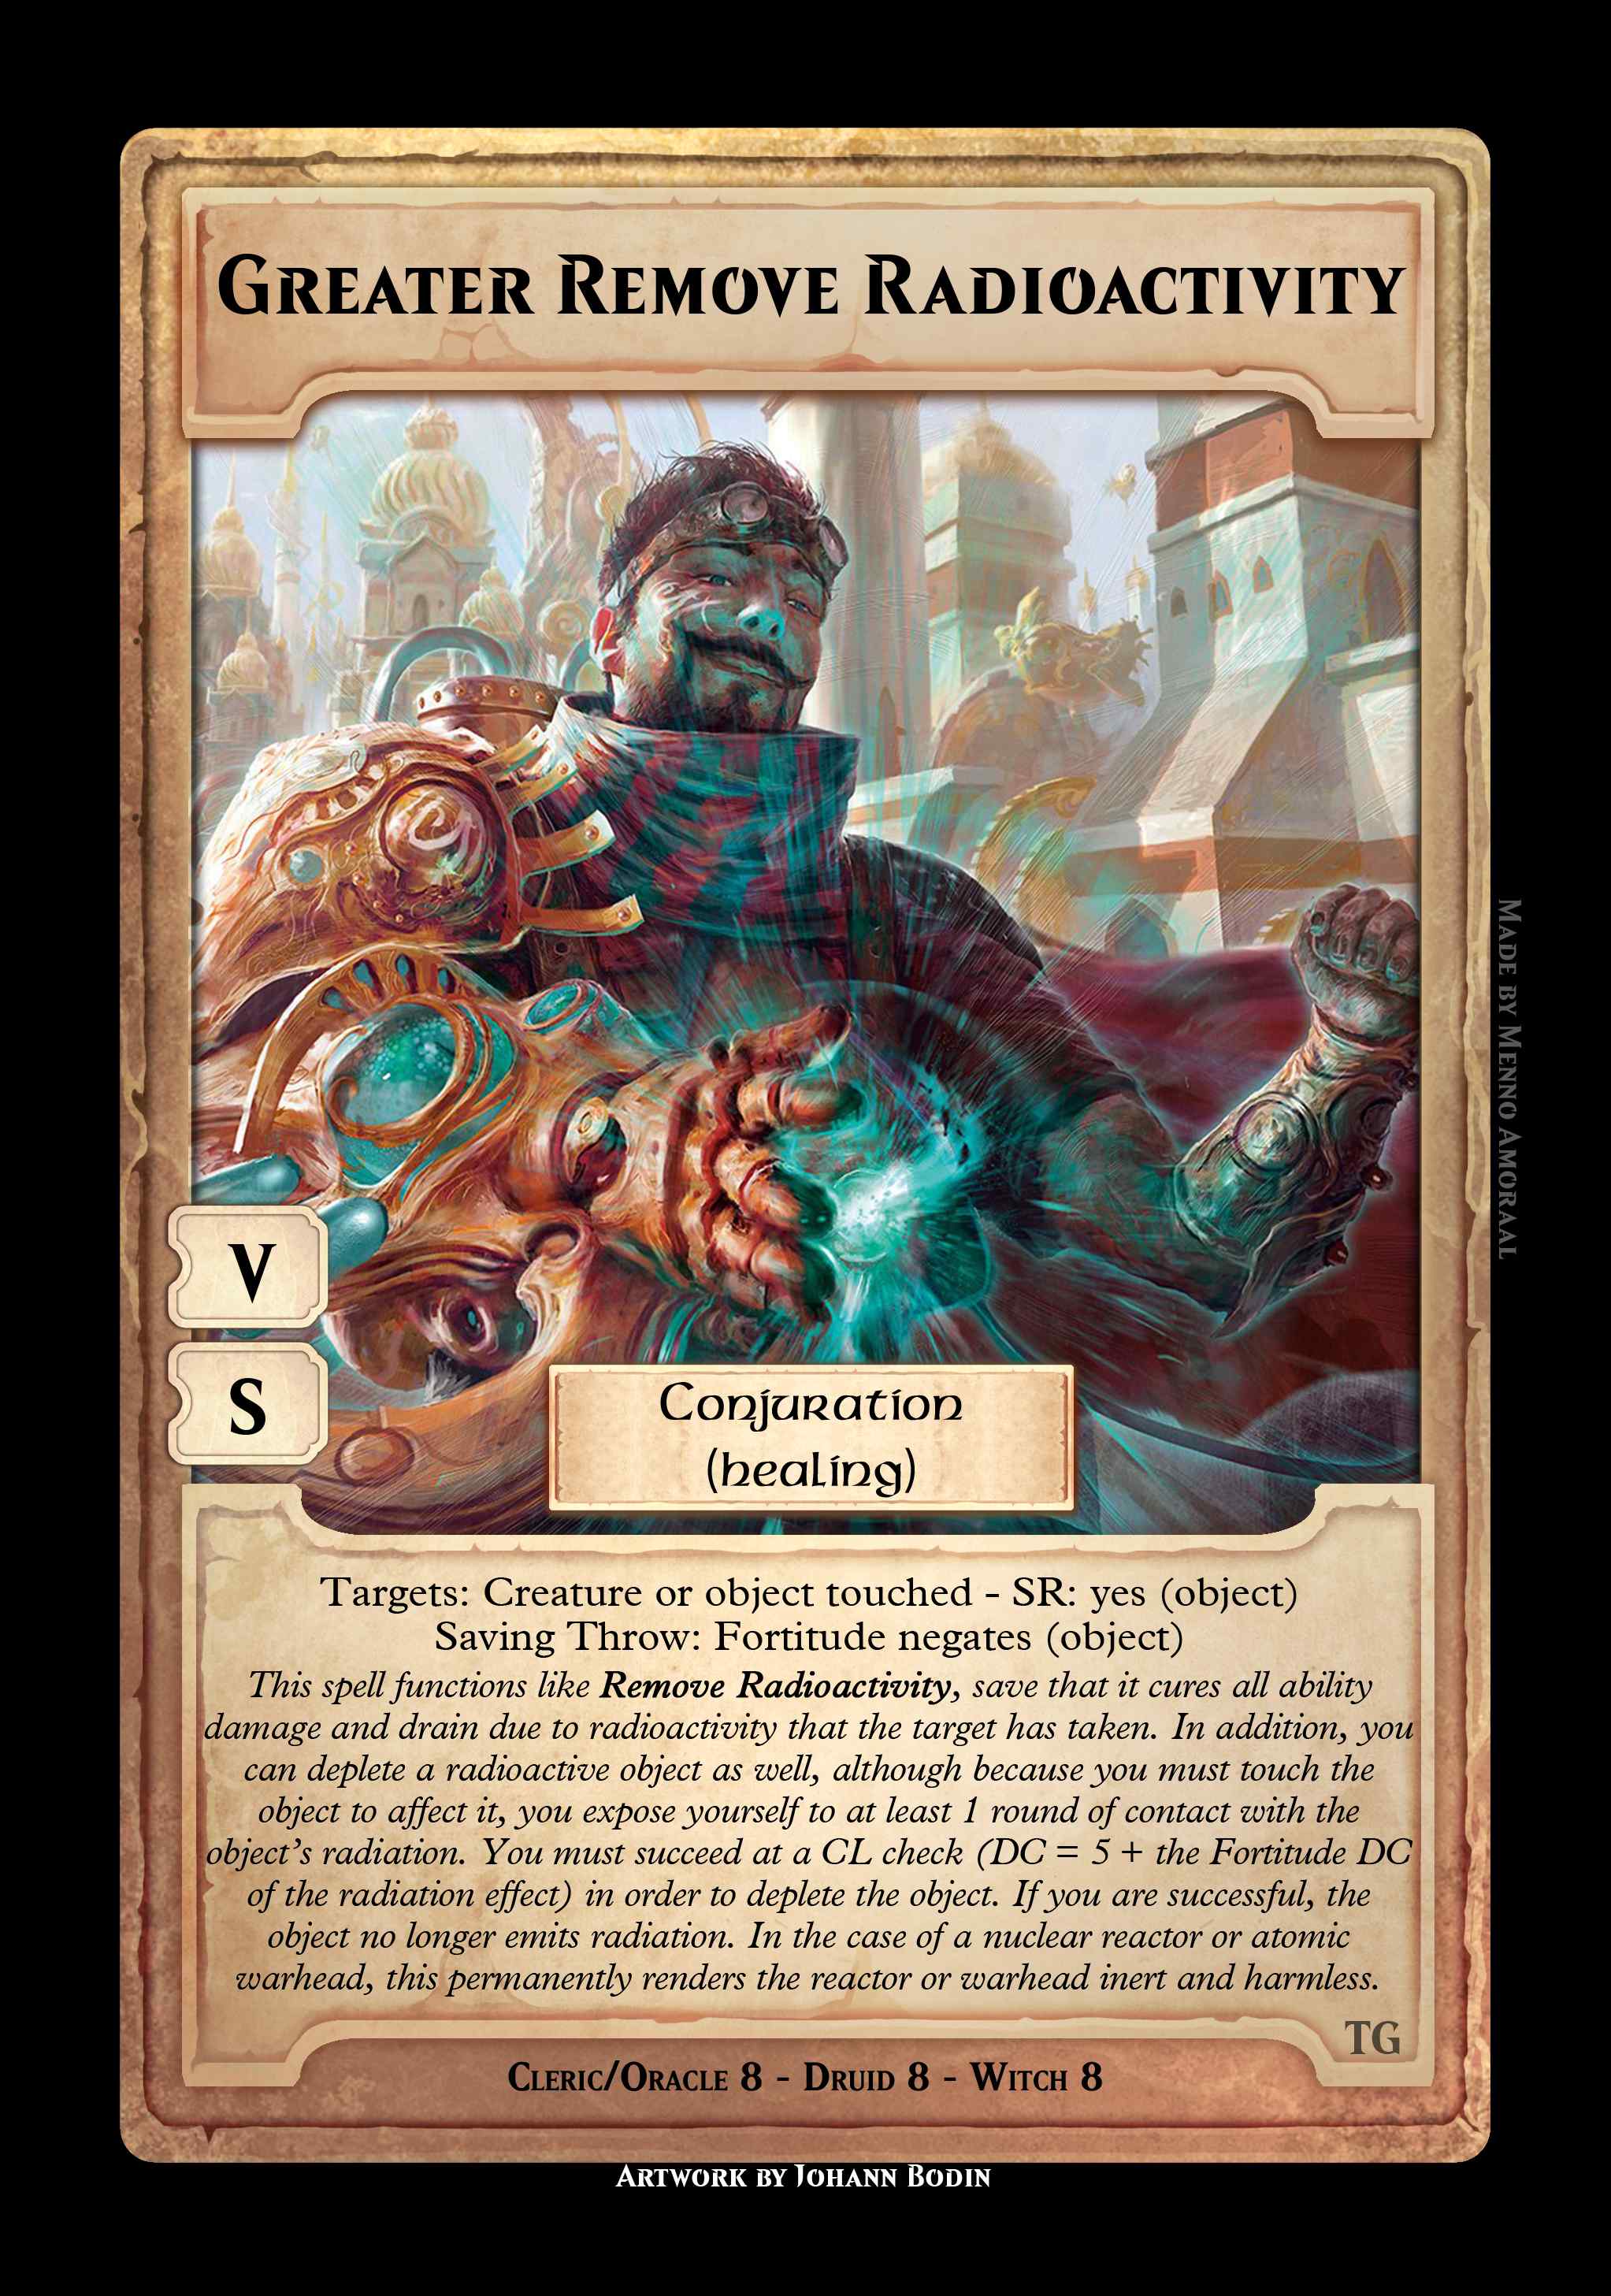 Greater Remove Radioactivity
V
S
Conjuration
(healing)
Targets: Creature or object touched - SR: yes (object)
Saving Throw: Fortitude negates (object)
This spell functions like Remove Radioactivity, save that it cures all ability
damage and drain due to radioactivity that the target has taken. In addition, you
can deplete a radioactive object as well, although because you must touch the
object to affect it, you expose yourself to at least 1 round of contact with the
object's radiation. You must succeed at a CL check (DC = 5 + the Fortitude DC
of the radiation effect) in order to deplete the object. If you are successful, the
object no longer emits radiation. In the case of a nuclear reactor or atomic
warhead, this permanently renders the reactor or warhead inert and harmless.
TG
Cleric/Oracle 8 - Druid 8 - Witch 8
Artwork by Johann Bodin
Made by Menno Amoraal